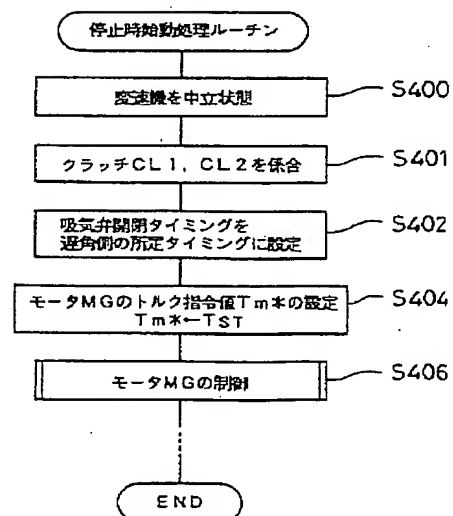 停止時始動処理ルーチン
変速機を中立状態
S400
クラッチCL1，CL2を係合
S401
吸気弁開閉タイミングを
遅角側の所定タイミングに設定
S402
モータMGのトルク指令値Tm*の設定
Tm*←TST
S404
モータMGの制御
S406
END